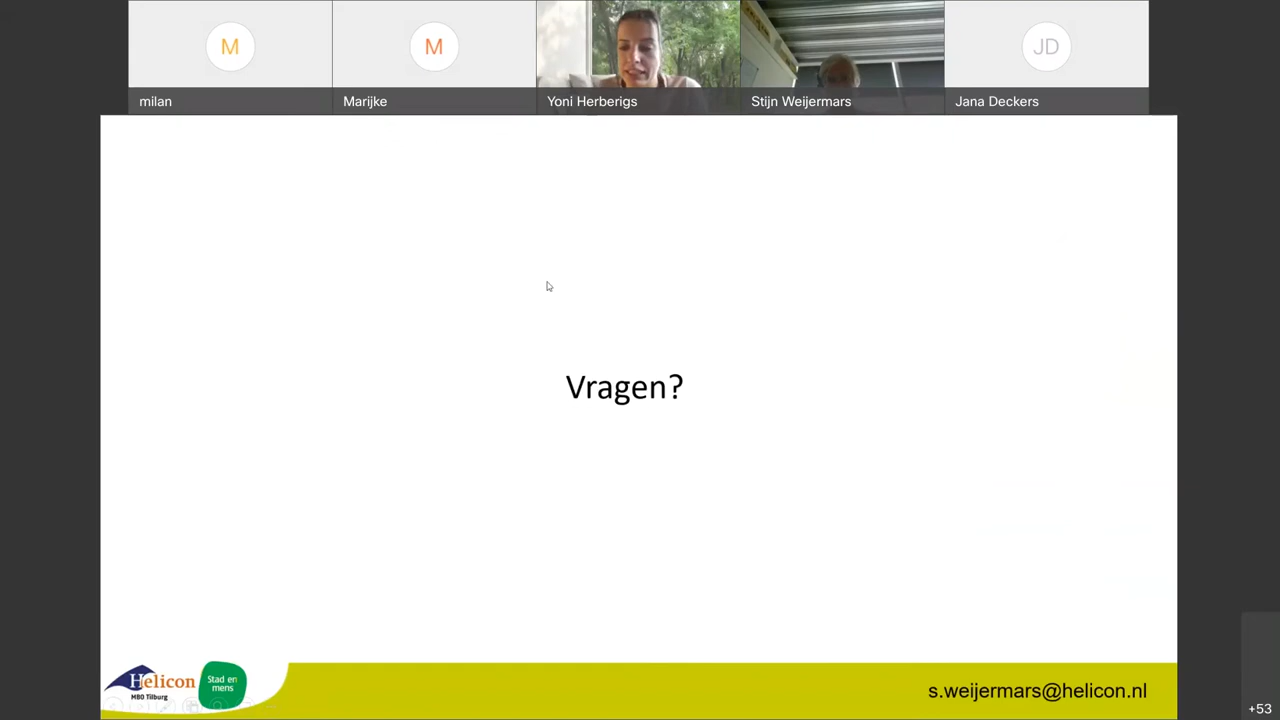 M
M
JD
milan
Marijke
Yoni Herberigs
Stijn Weijermars
Jana Deckers
Vragen?
Helicon
MBO Tilburg
Stad en
mens
s.weijermars@helicon.nl
+53